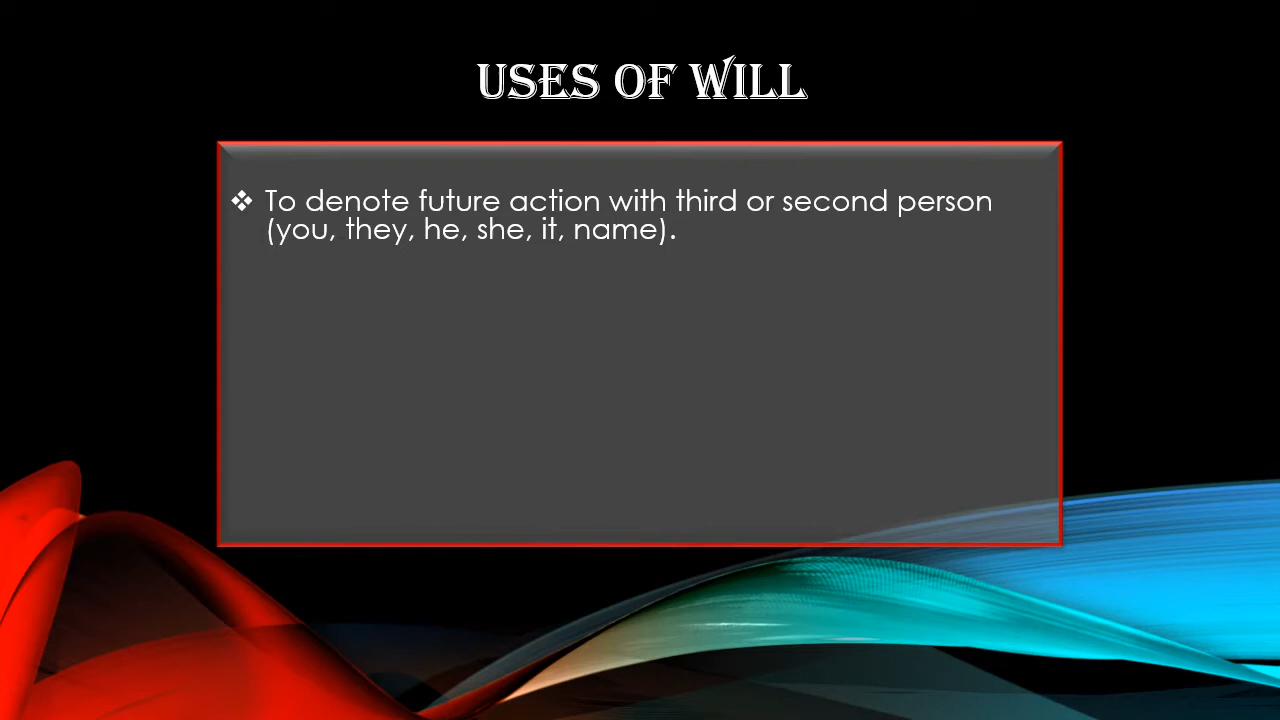 USES OF WILL
❖ To denote future action with third or second person
(you, they, he, she, it, name).